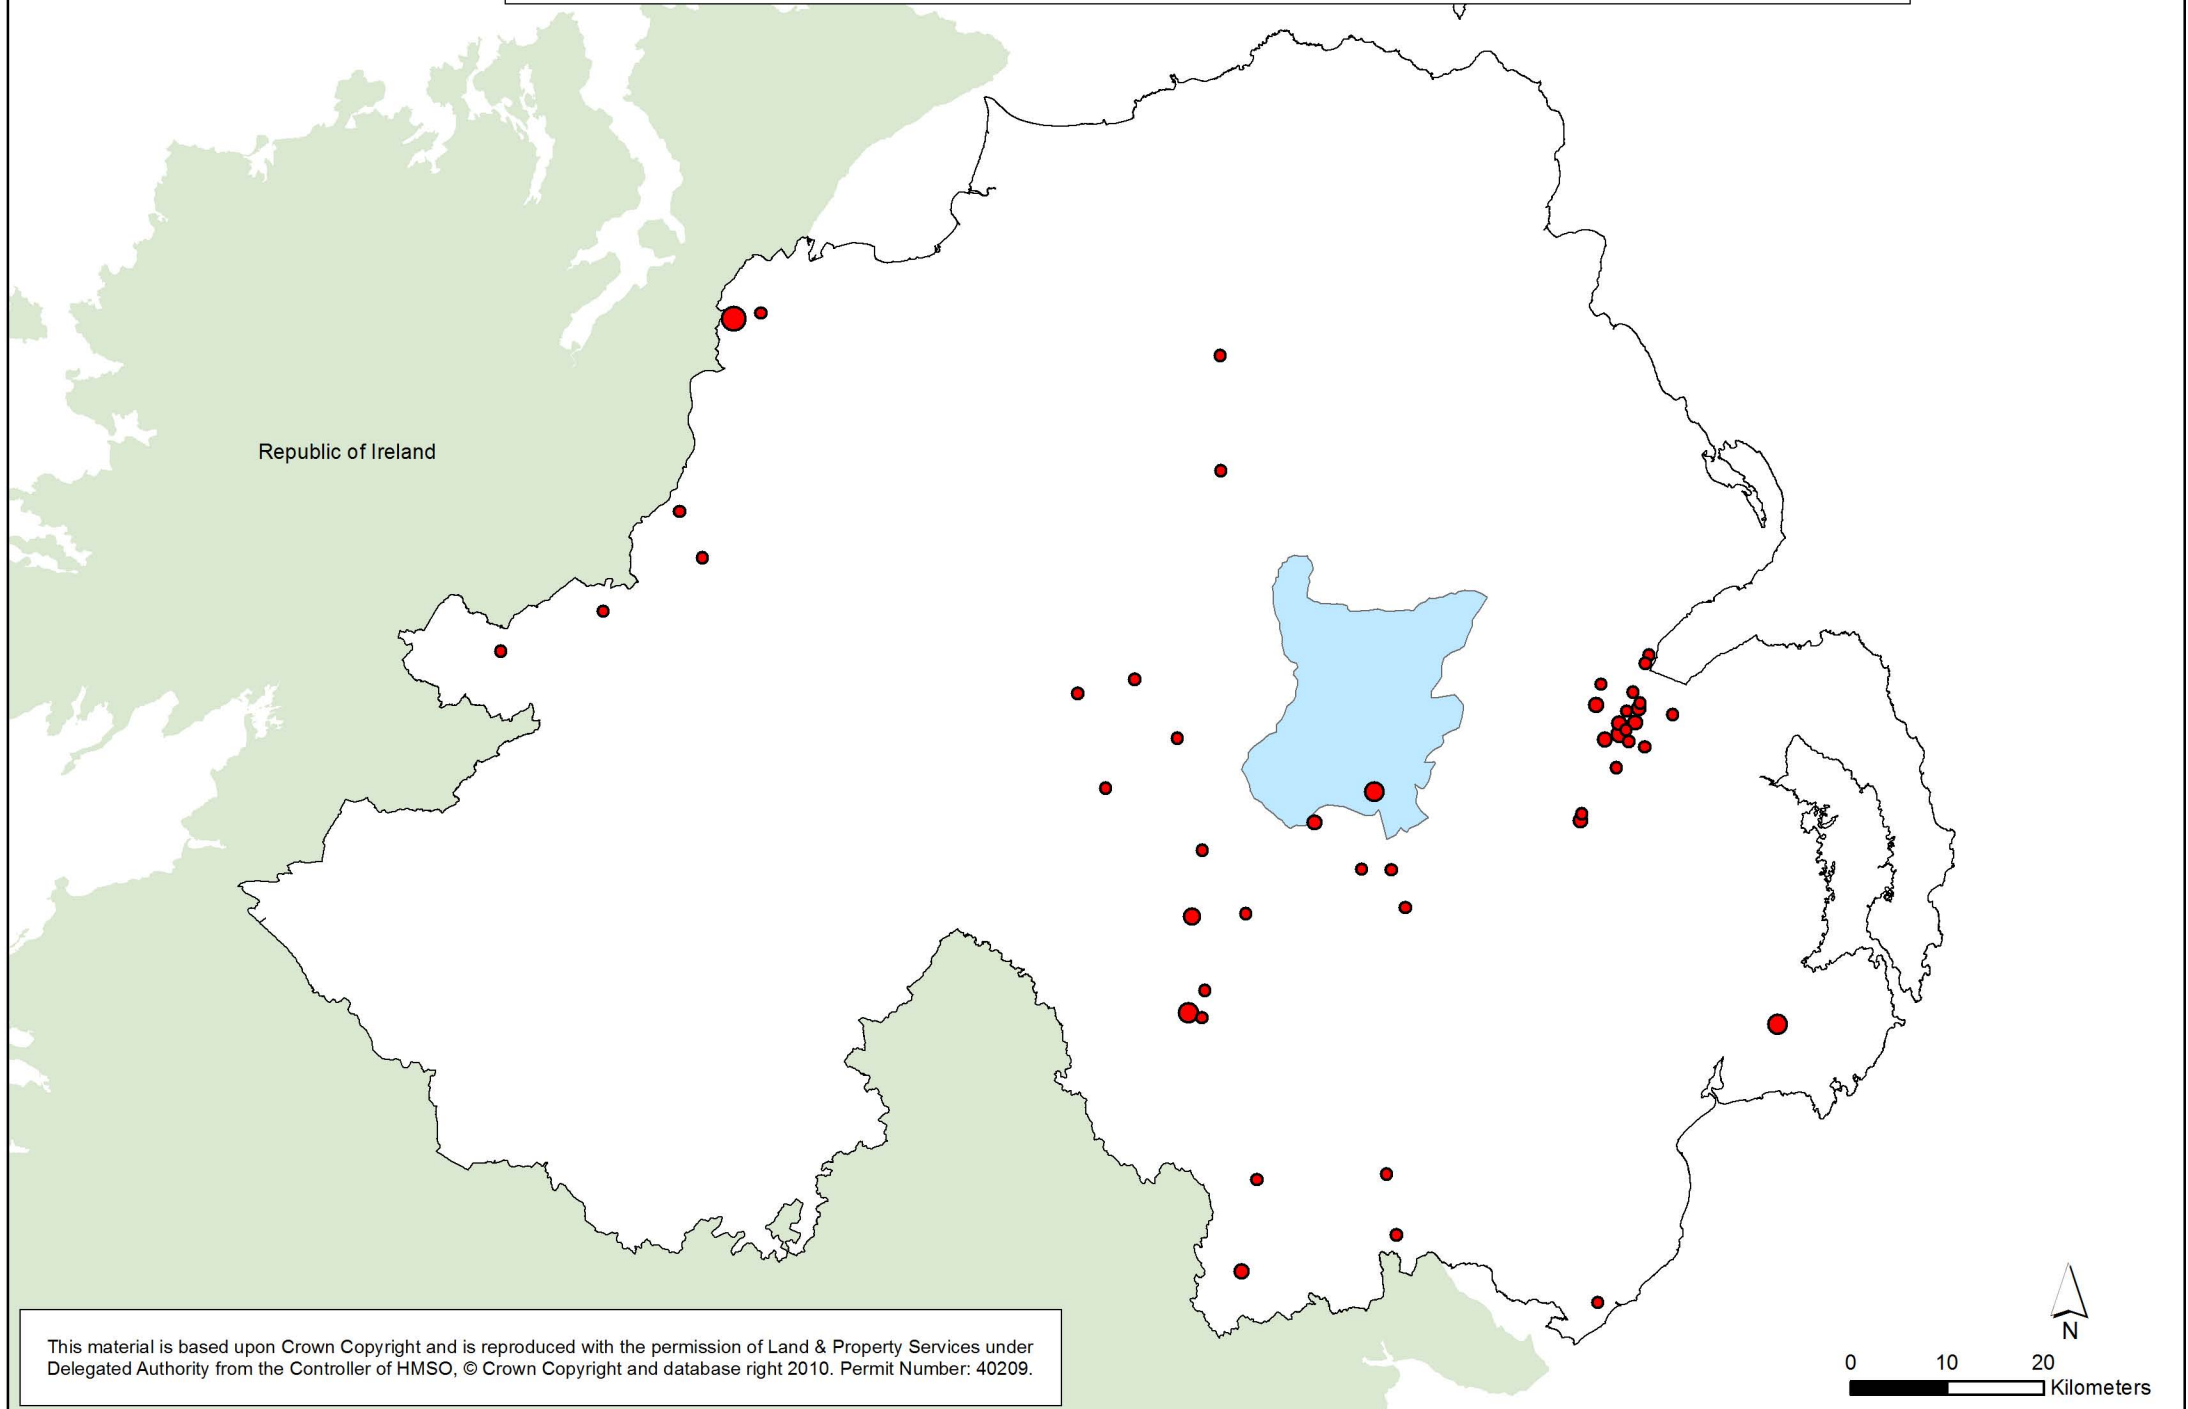 Republic of Ireland
This material is based upon Crown Copyright and is reproduced with the permission of Land & Property Services under
Delegated Authority from the Controller of HMSO, © Crown Copyright and database right 2010. Permit Number: 40209.
N
0 10 20
Kilometers